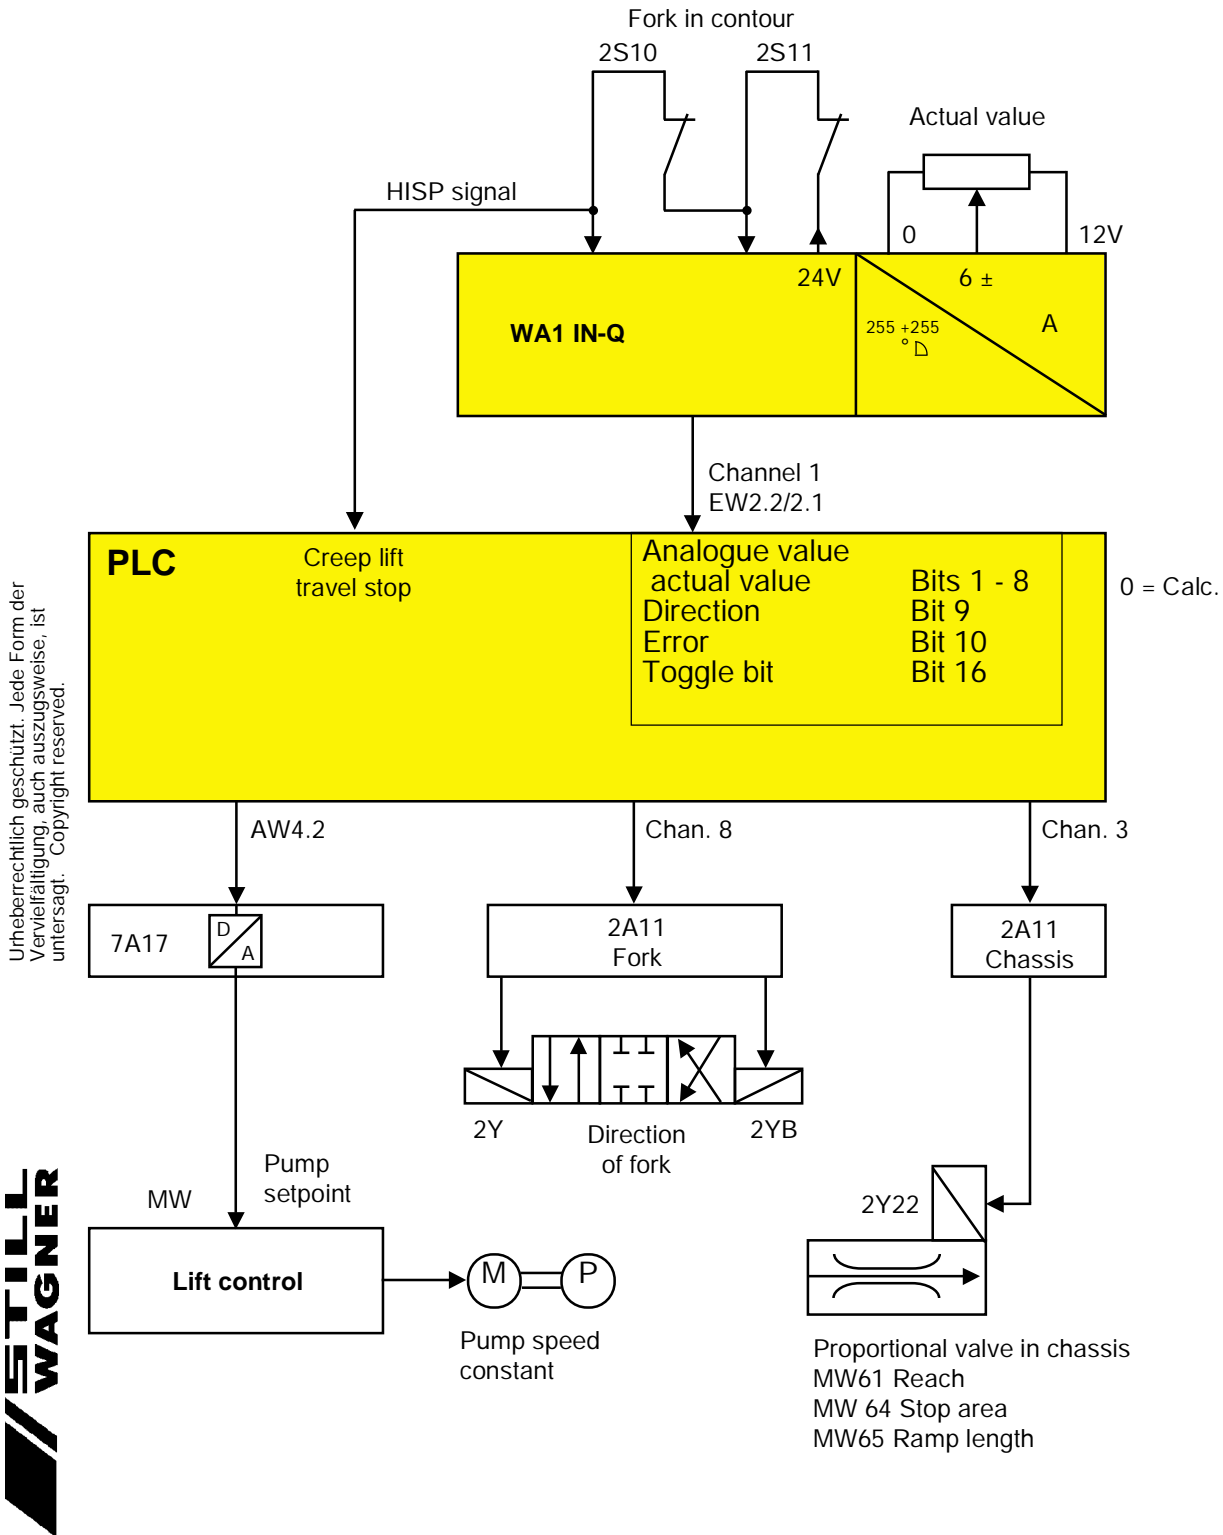 Fork in contour
2S10
2S11
Actual value
HISP signal
0
12V
24V
6 ±
WA1 IN-Q
255 +255
°
A
Channel 1
EW2.2/2.1
PLC
Creep lift
travel stop
Analogue value
actual value Bits 1 - 8
Direction Bit 9
Error Bit 10
Toggle bit Bit 16
0 = Calc.
Urheberrechtlich geschützt. Jede Form der
Vervielfältigung, auch auszugsweise, ist
untersagt. Copyright reserved.
AW4.2
Chan. 8
Chan. 3
7A17
D
A
2A11
Fork
2A11
Chassis
2Y
Direction
of fork
2YB
Pump
setpoint
MW
2Y22
Lift control
M
P
Pump speed
constant
Proportional valve in chassis
MW61 Reach
MW 64 Stop area
MW65 Ramp length
STILL
WAGNER